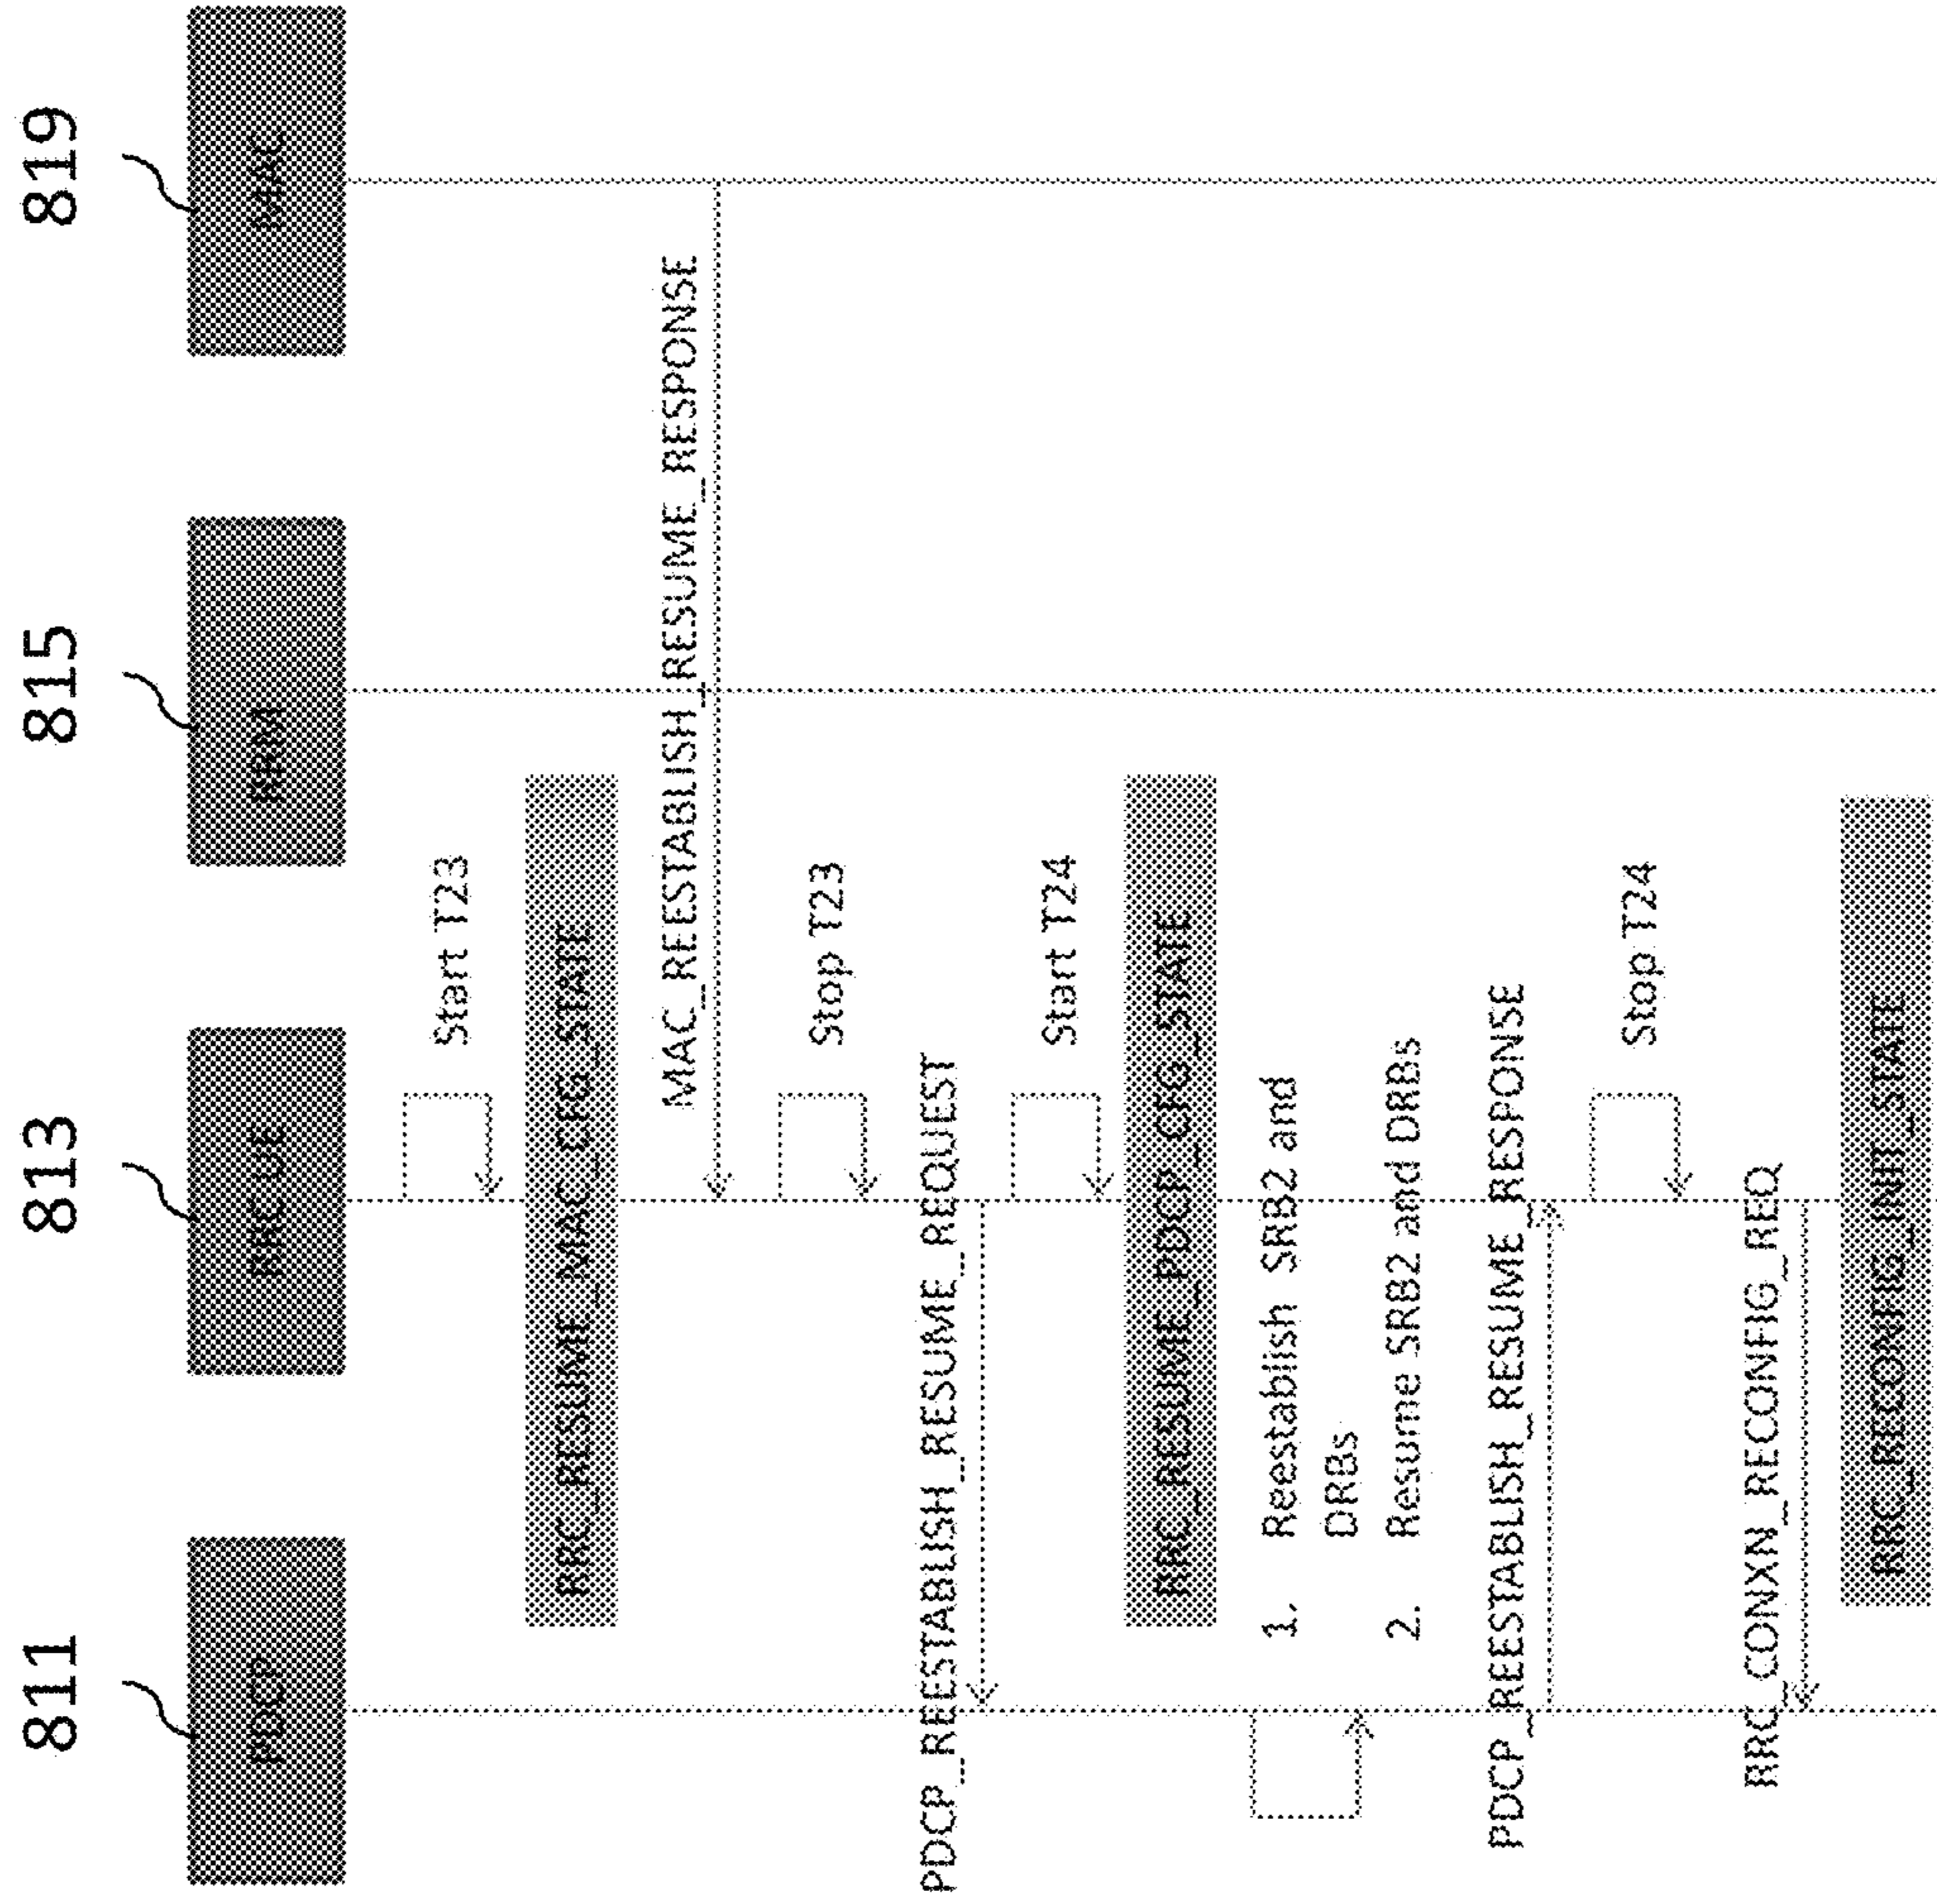 811
813
815
819
PDCP
RRC UE
RRM
MAC
Start T23
RRC_RESUME_MAC_CFG_STATE
MAC_REESTABLISH_RESUME_RESPONSE
Stop T23
PDCP_REESTABLISH_RESUME_REQUEST
Start T24
RRC_RESUME_PDCP_CFG_STATE
1. Reestablish SRB2 and
DRBs
2. Resume SRB2 and DRBs
PDCP_REESTABLISH_RESUME_RESPONSE
Stop T24
RRC_CONXN_RECONFIG_REQ
RRC_RECONFIG_INIT_STATE